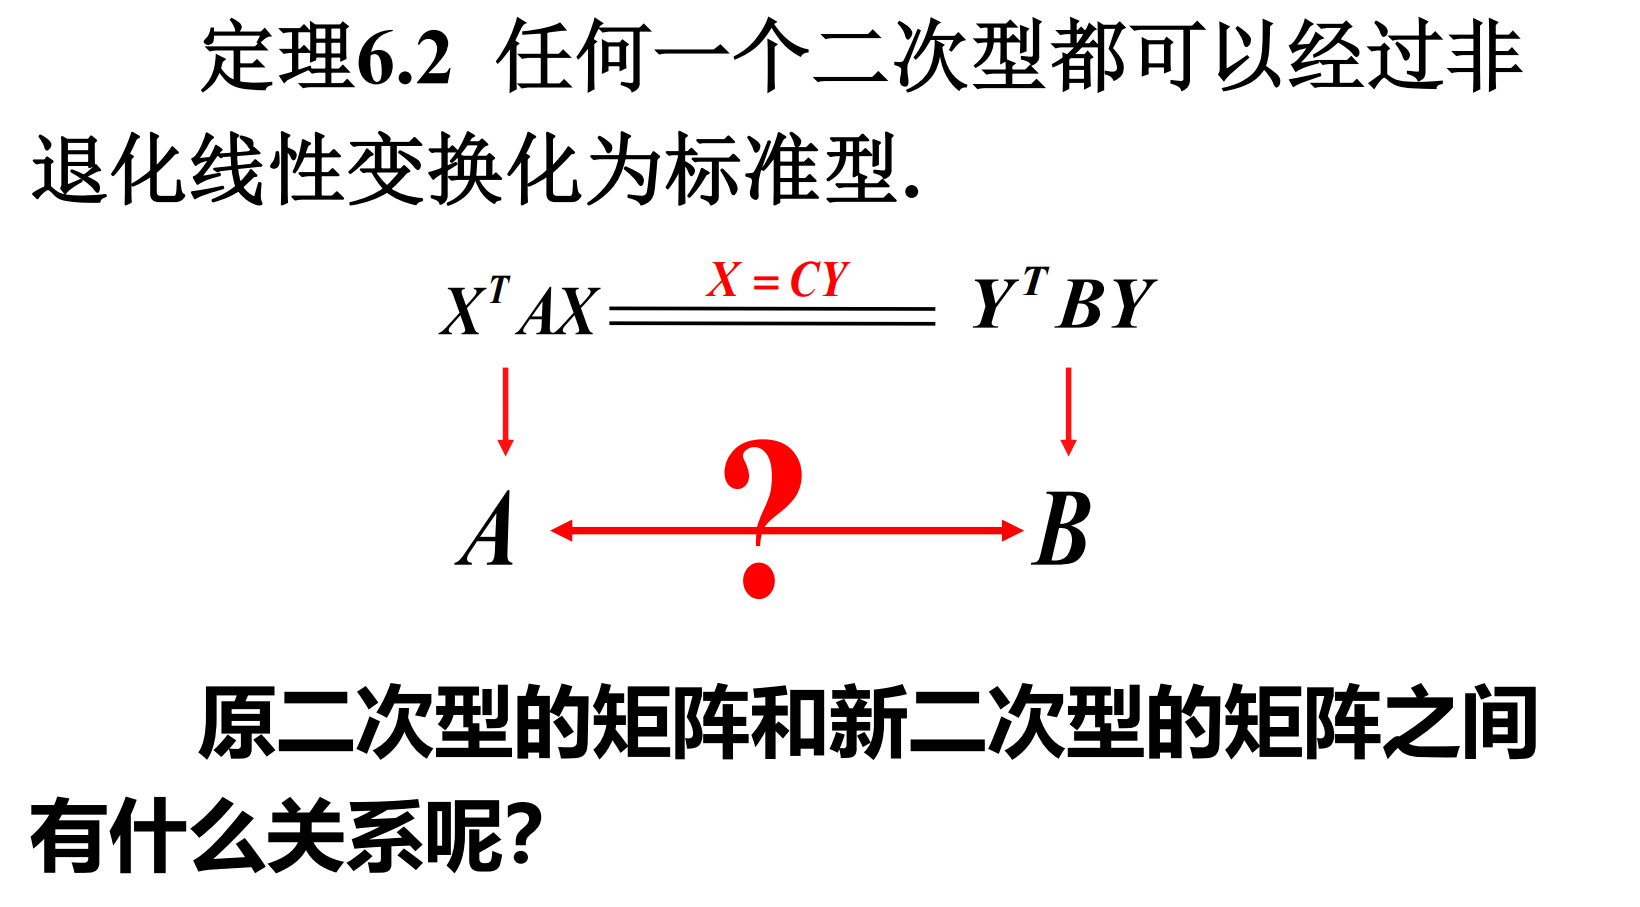 定理6.2 任何一个二次型都可以经过非
退化线性变换化为标准型.
X = CY
X^T AX ═══ Y^T BY
?
A B
原二次型的矩阵和新二次型的矩阵之间
有什么关系呢?